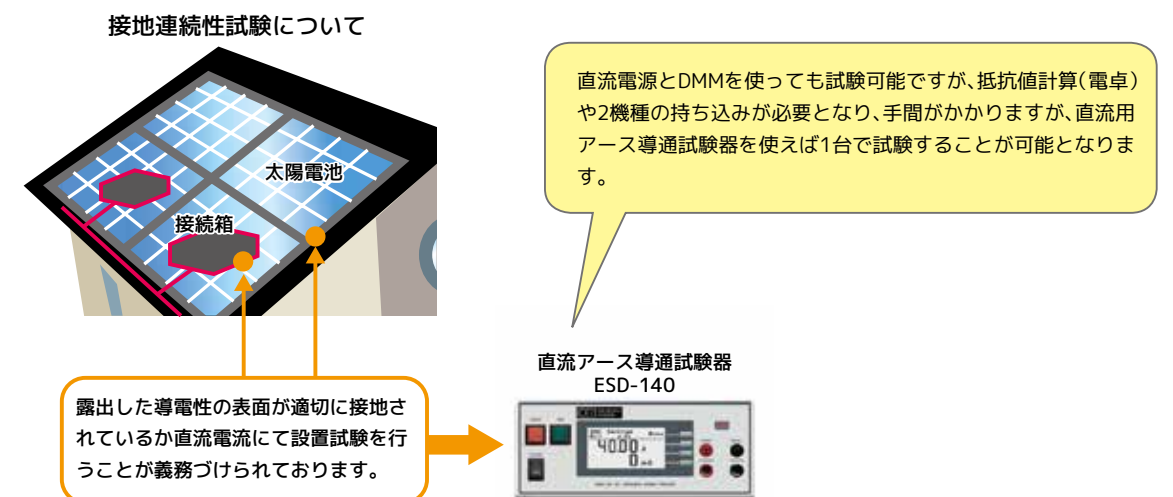 接地連続性試験について
直流電源とDMMを使っても試験可能ですが、抵抗値計算(電卓)
や2機種の持ち込みが必要となり、手間がかかりますが、直流用
アース導通試験器を使えば1台で試験することが可能となりま
す。
太陽電池
接続箱
直流アース導通試験器
ESD-140
露出した導電性の表面が適切に接地さ
れているか直流電流にて設置試験を行
うことが義務づけられております。
40.00 A
0 mΩ